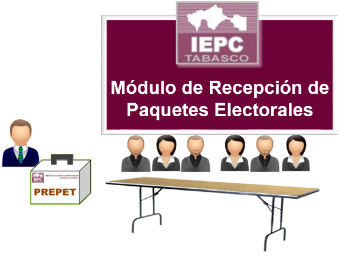 IEPC
TABASCO
Módulo de Recepción de
Paquetes Electorales
PREPET